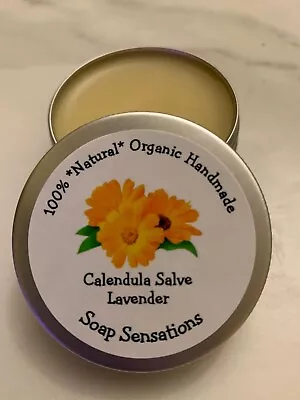 100% *Natural* Organic Handmade
Calendula Salve
Lavender
Soap Sensations